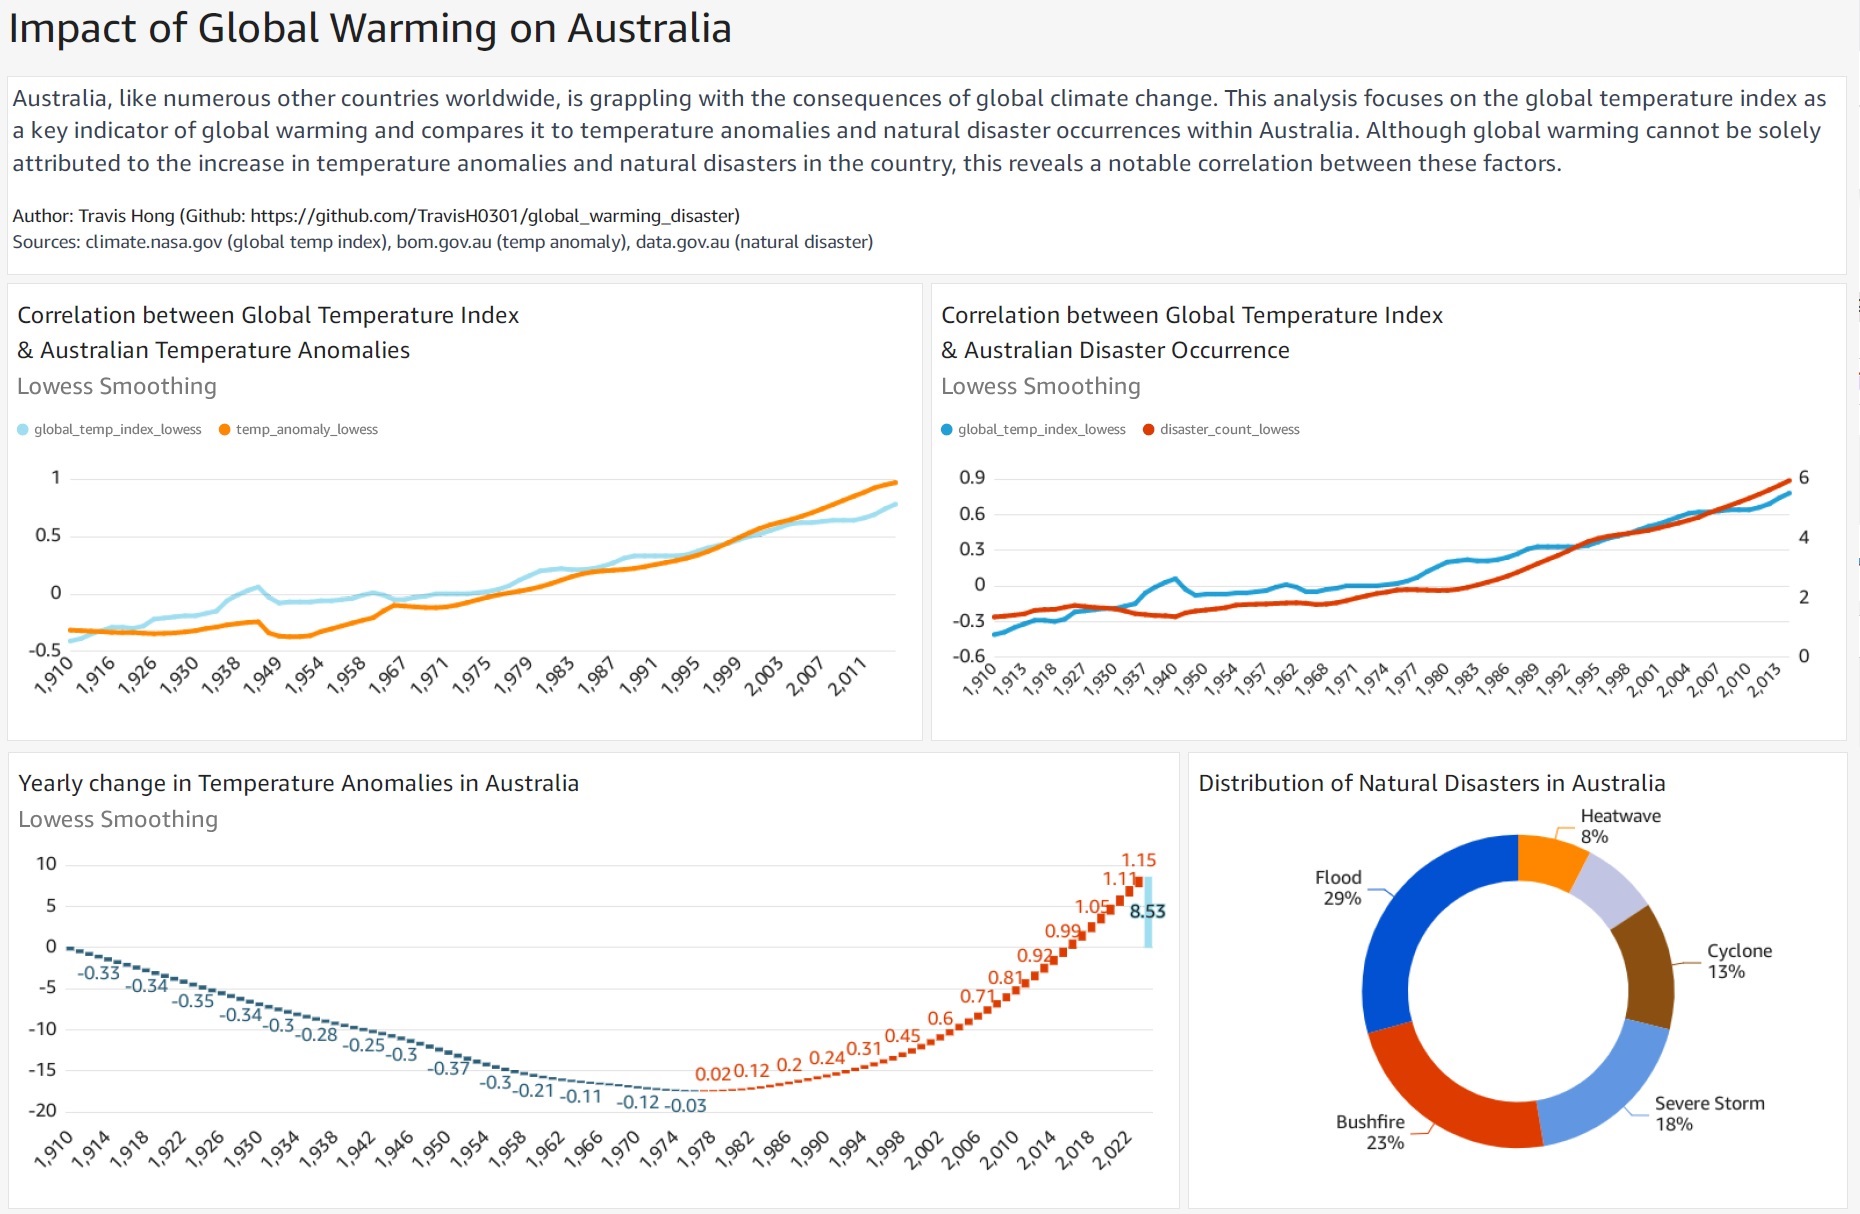 Impact of Global Warming on Australia
Australia, like numerous other countries worldwide, is grappling with the consequences of global climate change. This analysis focuses on the global temperature index as
a key indicator of global warming and compares it to temperature anomalies and natural disaster occurrences within Australia. Although global warming cannot be solely
attributed to the increase in temperature anomalies and natural disasters in the country, this reveals a notable correlation between these factors.
Author: Travis Hong (Github: https://github.com/TravisH0301/global_warming_disaster)
Sources: climate.nasa.gov (global temp index), bom.gov.au (temp anomaly), data.gov.au (natural disaster)
Correlation between Global Temperature Index
& Australian Temperature Anomalies
Lowess Smoothing
global_temp_index_lowess temp_anomaly_lowess
1
0.5
0
-0.5
1,910 1,916 1,926 1,930 1,938 1,949 1,954 1,958 1,967 1,971 1,975 1,979 1,983 1,987 1,991 1,995 1,999 2,003 2,007 2,011
Correlation between Global Temperature Index
& Australian Disaster Occurrence
Lowess Smoothing
global_temp_index_lowess disaster_count_lowess
0.9 6
0.6
0.3 4
0
-0.3 2
-0.6 0
1,910 1,913 1,918 1,927 1,930 1,937 1,940 1,950 1,954 1,957 1,962 1,968 1,971 1,974 1,977 1,980 1,983 1,986 1,989 1,992 1,995 1,998 2,001 2,004 2,007 2,010 2,013
Yearly change in Temperature Anomalies in Australia
Lowess Smoothing
10
5
0
-5
-10
-15
-20
-0.33 -0.34 -0.35 -0.34 -0.3 -0.28 -0.25 -0.3 -0.37 -0.3 -0.21 -0.11 -0.12 -0.03
0.02 0.12 0.2 0.24 0.31 0.45 0.6 0.71 0.81 0.92 0.99 1.05 1.11 1.15
8.53
1,910 1,914 1,918 1,922 1,926 1,930 1,934 1,938 1,942 1,946 1,950 1,954 1,958 1,962 1,966 1,970 1,974 1,978 1,982 1,986 1,990 1,994 1,998 2,002 2,006 2,010 2,014 2,018 2,022
Distribution of Natural Disasters in Australia
Heatwave
8%
Flood
29%
Cyclone
13%
Severe Storm
18%
Bushfire
23%